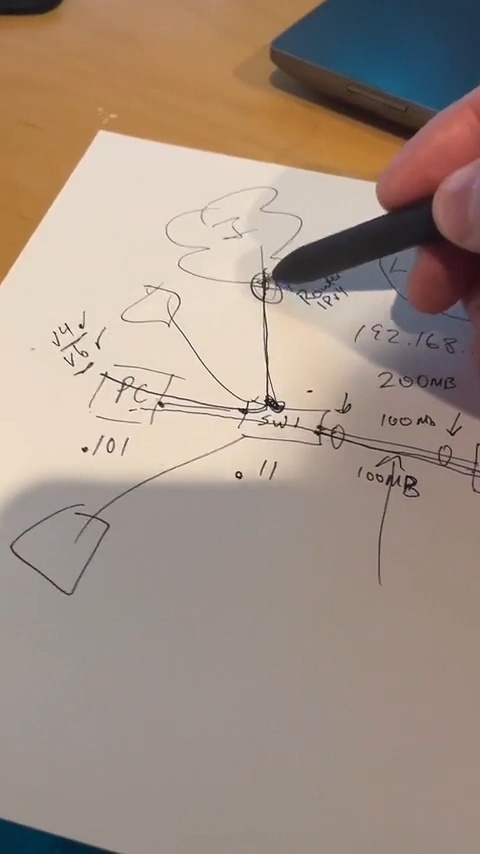 Router
IPv4
192.168.
200MB
100Mb
100MB
V4 ✓
V6 ✓
PC
SW1
.101
.11
L